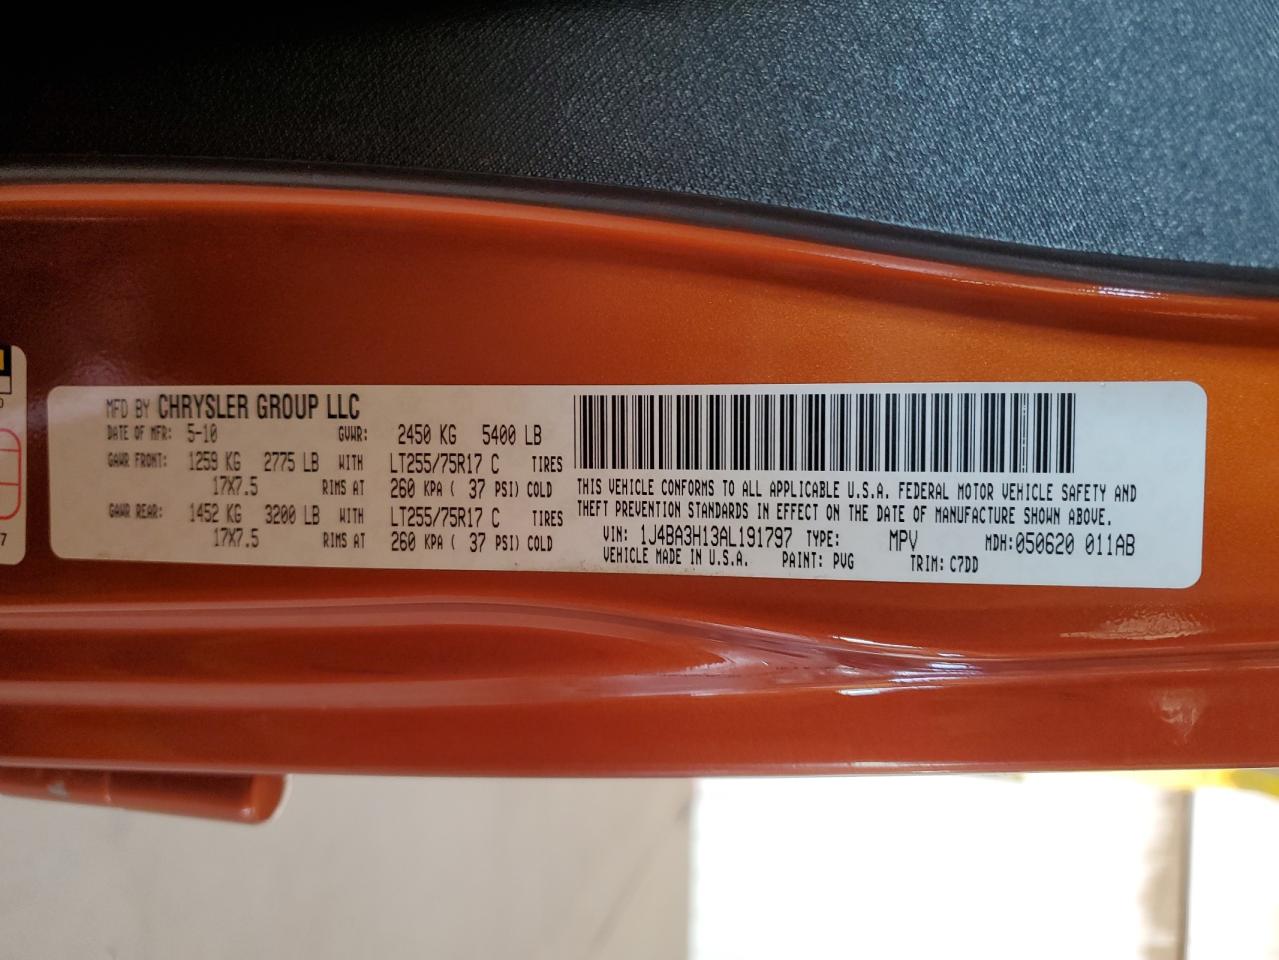 MFD BY CHRYSLER GROUP LLC
DATE OF MFR: 5-10 GVWR: 2450 KG 5400 LB
GAWR FRONT: 1259 KG 2775 LB WITH LT255/75R17 C TIRES
17X7.5 RIMS AT 260 KPA ( 37 PSI) COLD
GAWR REAR: 1452 KG 3200 LB WITH LT255/75R17 C TIRES
17X7.5 RIMS AT 260 KPA ( 37 PSI) COLD
THIS VEHICLE CONFORMS TO ALL APPLICABLE U.S.A. FEDERAL MOTOR VEHICLE SAFETY AND
THEFT PREVENTION STANDARDS IN EFFECT ON THE DATE OF MANUFACTURE SHOWN ABOVE.
VIN: 1J4BA3H13AL191797 TYPE: MPV MDH:050620 011AB
VEHICLE MADE IN U.S.A. PAINT: PVG TRIM: C7DD